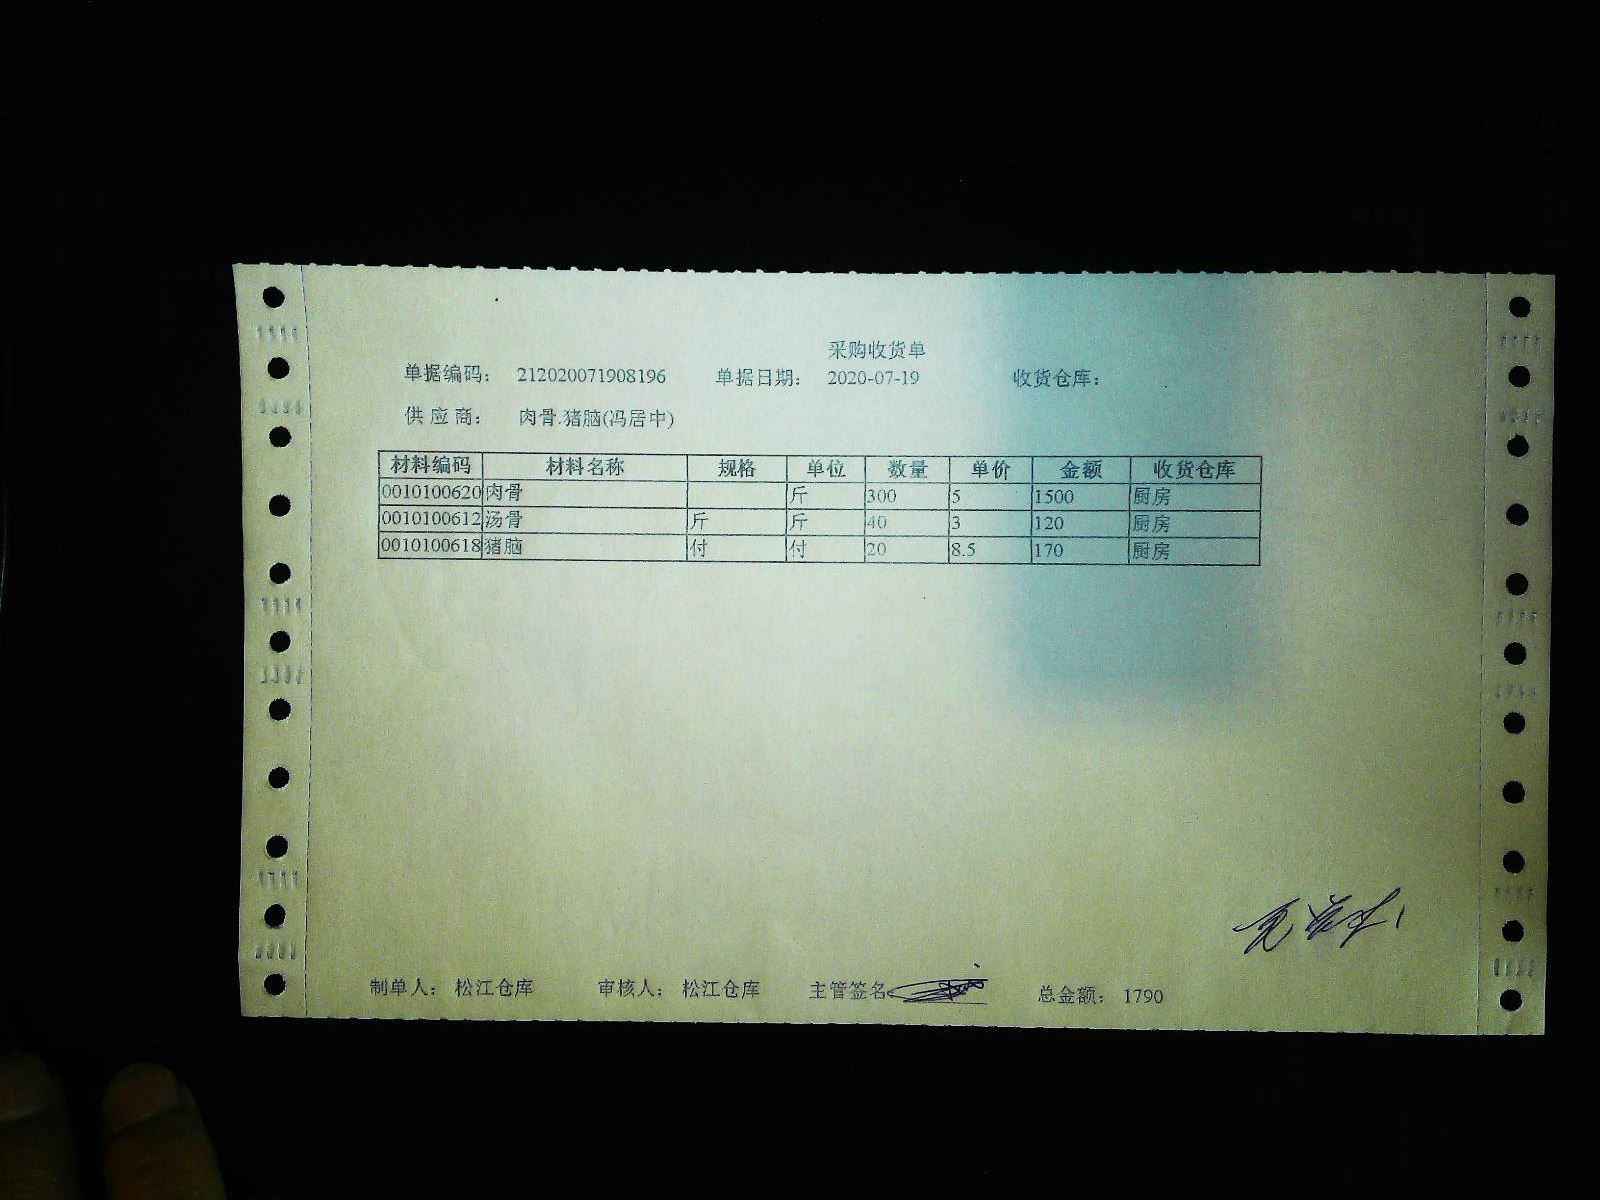 采购收货单
单据编码： 212020071908196 单据日期： 2020-07-19 收货仓库：
供应商： 肉骨.猪脑(冯居中)
材料编码 材料名称 规格 单位 数量 单价 金额 收货仓库
0010100620 肉骨 斤 300 5 1500 厨房
0010100612 汤骨 斤 斤 40 3 120 厨房
0010100618 猪脑 付 付 20 8.5 170 厨房
制单人： 松江仓库 审核人： 松江仓库 主管签名 总金额： 1790